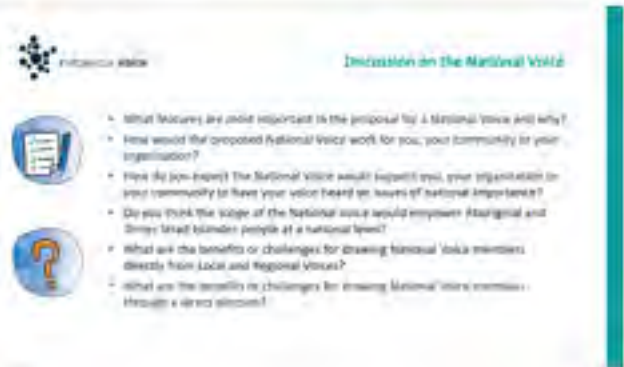 Indigenous Voice
Discussion on the National Voice
• What features are most important in the proposal for a National Voice and why?
• How would the proposed National Voice work for you, your community or your
organisation?
• How do you expect the National Voice would support you, your organisation or
your community to have your voice heard on issues of national importance?
• Do you think the scope of the National Voice would empower Aboriginal and
Torres Strait Islander people at a national level?
• What are the benefits or challenges for drawing National Voice members
directly from Local and Regional Voices?
• What are the benefits or challenges for drawing National Voice members
through a direct election?